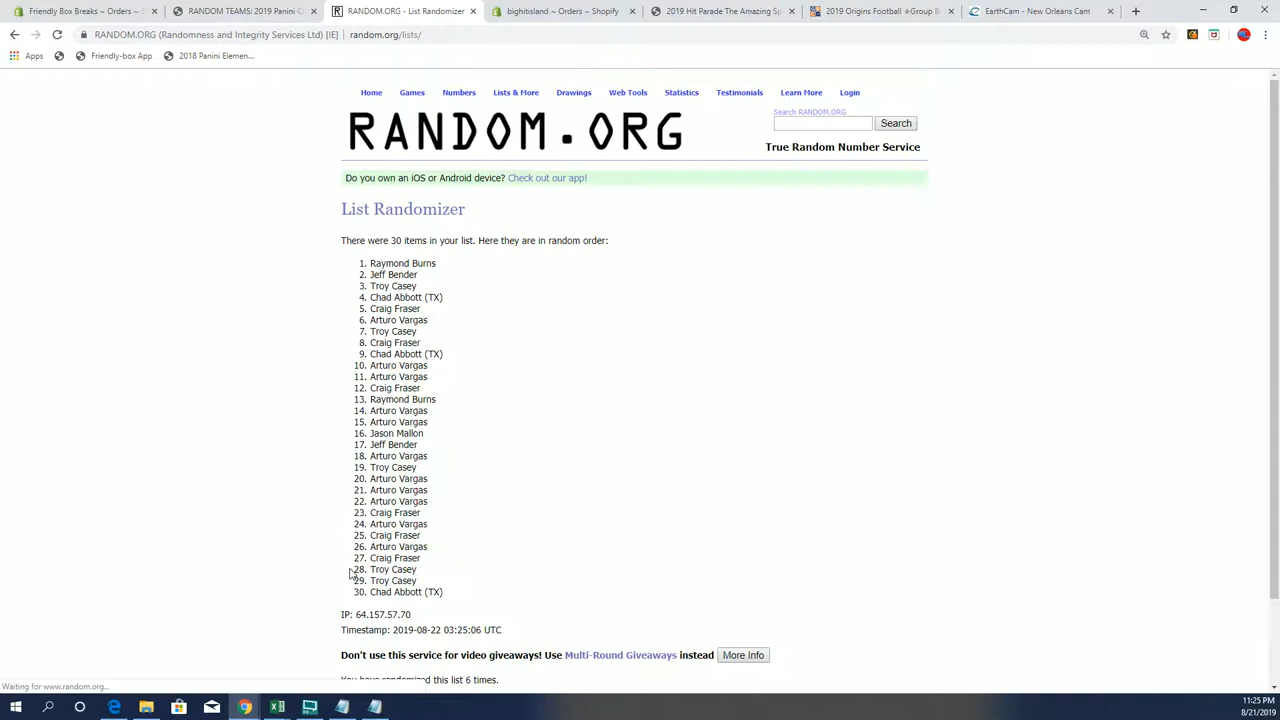 Friendly Box Breaks ~ Orders ~ S
RANDOM TEAMS: 2019 Panini C
RANDOM.ORG - List Randomizer
bightisland ~ Orders ~ Shopify
2019 Hit Parade The Amazing Sp
2019 Origins Football ★Group B
EarthCam - New Orleans Cam
RANDOM.ORG (Randomness and Integrity Services Ltd) [IE] | random.org/lists/
Apps
Friendly-box App
2018 Panini Elemen...
Home Games Numbers Lists & More Drawings Web Tools Statistics Testimonials Learn More Login
RANDOM.ORG
Search RANDOM.ORG
Search
True Random Number Service
Do you own an iOS or Android device? Check out our app!
List Randomizer
There were 30 items in your list. Here they are in random order:
1. Raymond Burns
2. Jeff Bender
3. Troy Casey
4. Chad Abbott (TX)
5. Craig Fraser
6. Arturo Vargas
7. Troy Casey
8. Craig Fraser
9. Chad Abbott (TX)
10. Arturo Vargas
11. Arturo Vargas
12. Craig Fraser
13. Raymond Burns
14. Arturo Vargas
15. Arturo Vargas
16. Jason Mallon
17. Jeff Bender
18. Arturo Vargas
19. Troy Casey
20. Arturo Vargas
21. Arturo Vargas
22. Arturo Vargas
23. Craig Fraser
24. Arturo Vargas
25. Craig Fraser
26. Arturo Vargas
27. Craig Fraser
28. Troy Casey
29. Troy Casey
30. Chad Abbott (TX)
IP: 64.157.57.70
Timestamp: 2019-08-22 03:25:06 UTC
Don't use this service for video giveaways! Use Multi-Round Giveaways instead More Info
You have randomized this list 6 times.
Waiting for www.random.org...
11:25 PM
8/21/2019